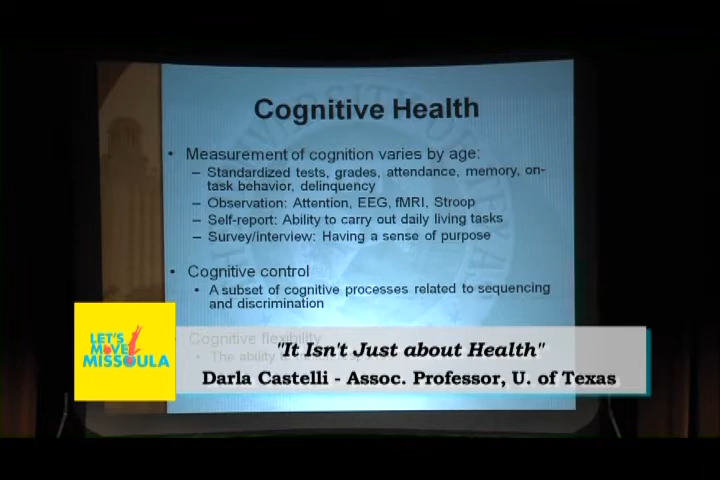 Cognitive Health
• Measurement of cognition varies by age:
– Standardized tests, grades, attendance, memory, on-
task behavior, delinquency
– Observation: Attention, EEG, fMRI, Stroop
– Self-report: Ability to carry out daily living tasks
– Survey/interview: Having a sense of purpose
• Cognitive control
• A subset of cognitive processes related to sequencing
and discrimination
Cognitive flexibility
• The ability
LET'S
MOVE!
MISSOULA
"It Isn't Just about Health"
Darla Castelli - Assoc. Professor, U. of Texas